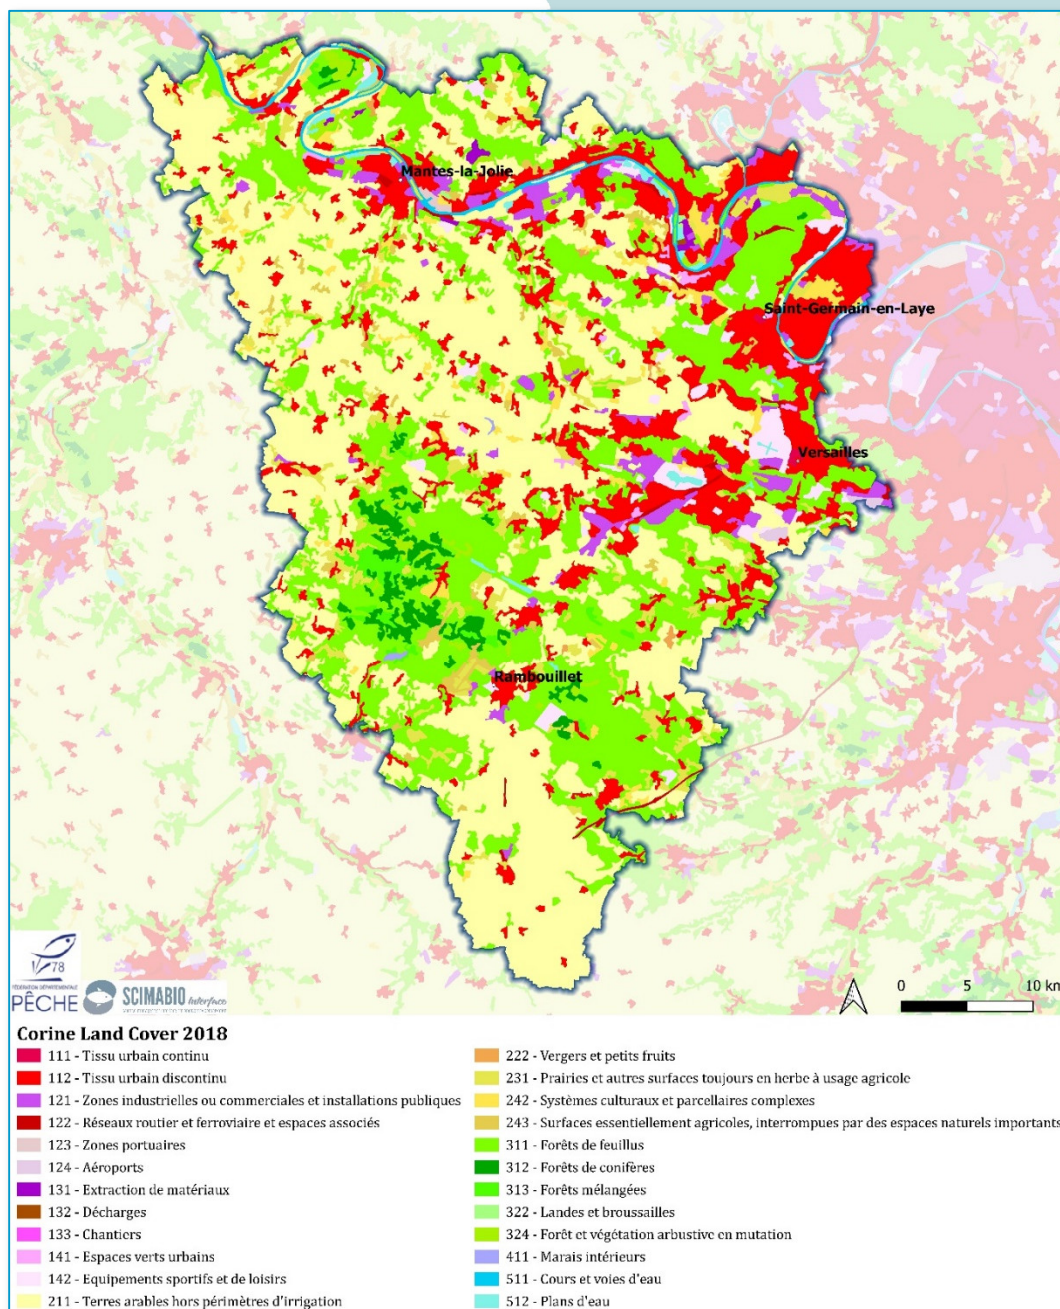 Mantes-la-Jolie
Saint-Germain-en-Laye
Versailles
Rambouillet
78
FÉDÉRATION DÉPARTEMENTALE
PÊCHE
SCIMABIO Interface
0 5 10 km
Corine Land Cover 2018
111 - Tissu urbain continu
112 - Tissu urbain discontinu
121 - Zones industrielles ou commerciales et installations publiques
122 - Réseaux routier et ferroviaire et espaces associés
123 - Zones portuaires
124 - Aéroports
131 - Extraction de matériaux
132 - Décharges
133 - Chantiers
141 - Espaces verts urbains
142 - Equipements sportifs et de loisirs
211 - Terres arables hors périmètres d'irrigation
222 - Vergers et petits fruits
231 - Prairies et autres surfaces toujours en herbe à usage agricole
242 - Systèmes culturaux et parcellaires complexes
243 - Surfaces essentiellement agricoles, interrompues par des espaces naturels importants
311 - Forêts de feuillus
312 - Forêts de conifères
313 - Forêts mélangées
322 - Landes et broussailles
324 - Forêt et végétation arbustive en mutation
411 - Marais intérieurs
511 - Cours et voies d'eau
512 - Plans d'eau